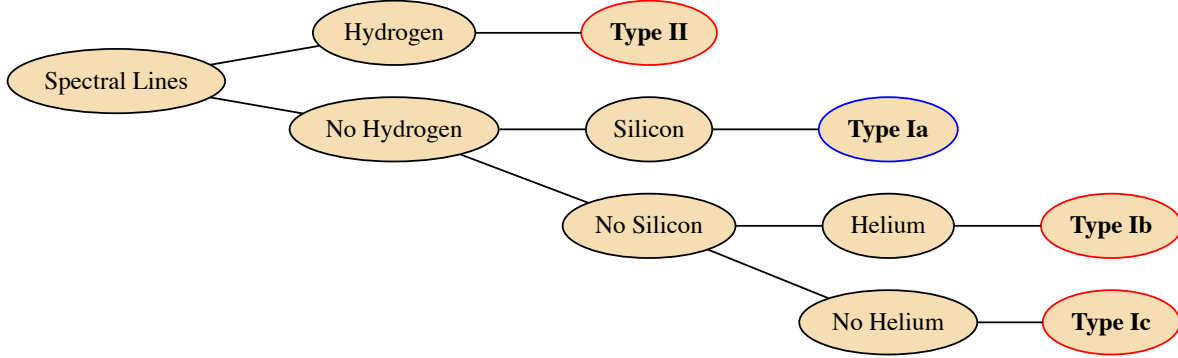 Hydrogen
Type II
Spectral Lines
No Hydrogen
Silicon
Type Ia
No Silicon
Helium
Type Ib
No Helium
Type Ic